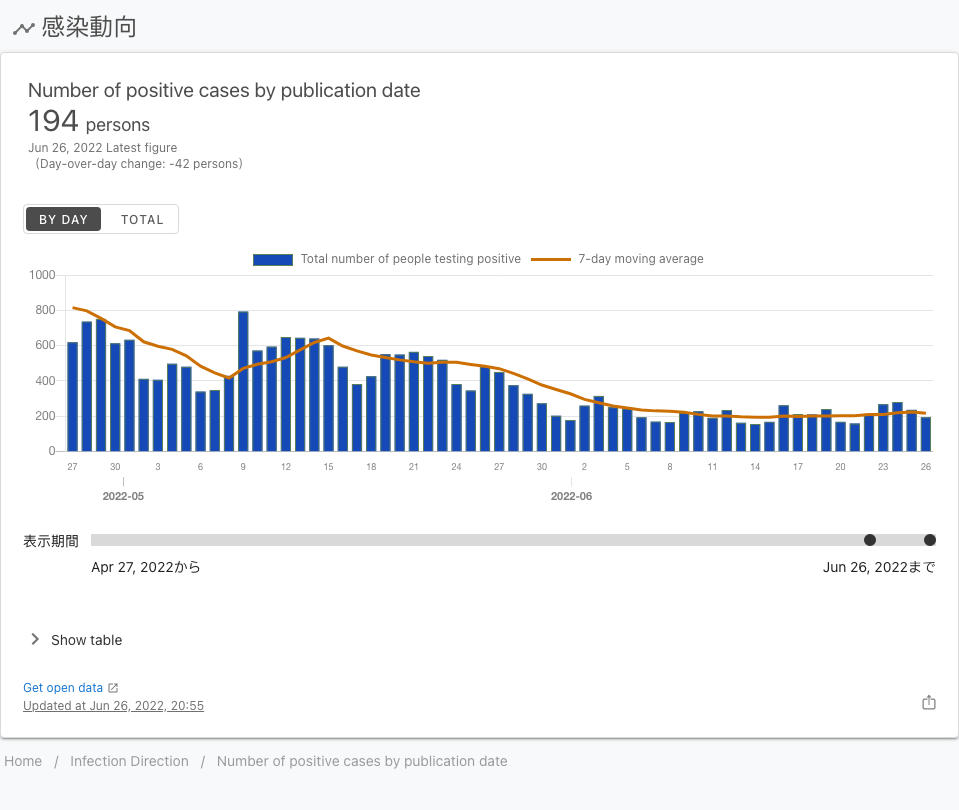 感染動向
Number of positive cases by publication date
194 persons
Jun 26, 2022 Latest figure
（Day-over-day change: -42 persons）
BY DAY TOTAL
Total number of people testing positive 7-day moving average
1000
800
600
400
200
0
27 30 3 6 9 12 15 18 21 24 27 30 2 5 8 11 14 17 20 23 26
2022-05 2022-06
表示期間
Apr 27, 2022から Jun 26, 2022まで
Show table
Get open data
Updated at Jun 26, 2022, 20:55
Home / Infection Direction / Number of positive cases by publication date